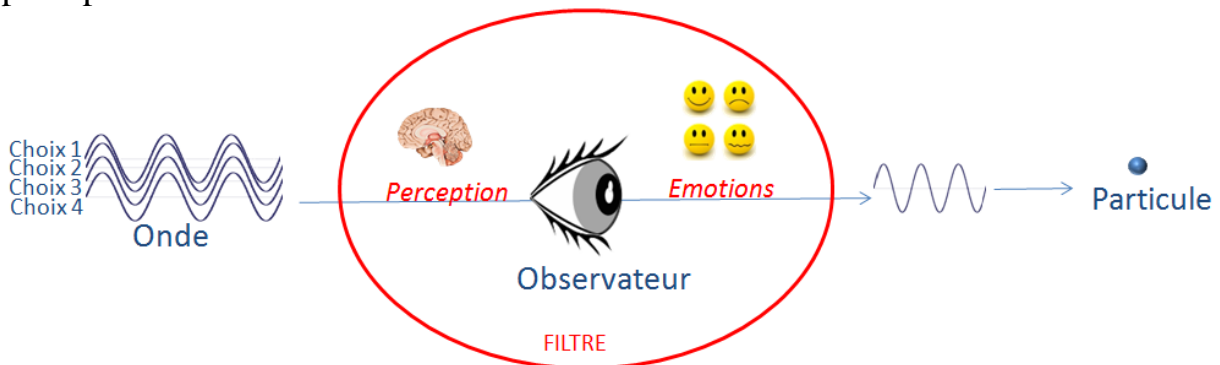 Choix 1
Choix 2
Choix 3
Choix 4
Onde
Perception
Emotions
Observateur
FILTRE
Particule